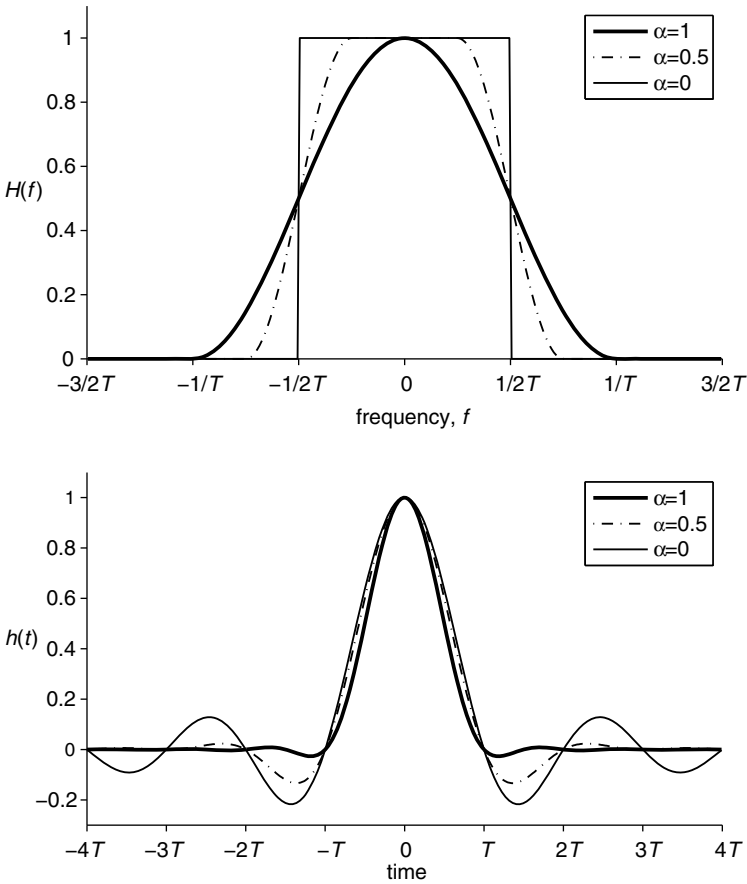 α=1
α=0.5
α=0
1
0.8
0.6
H(f)
0.4
0.2
0
−3/2T −1/T −1/2T 0 1/2T 1/T 3/2T
frequency, f
α=1
α=0.5
α=0
1
0.8
0.6
h(t) 0.4
0.2
0
−0.2
−4T −3T −2T −T 0 T 2T 3T 4T
time